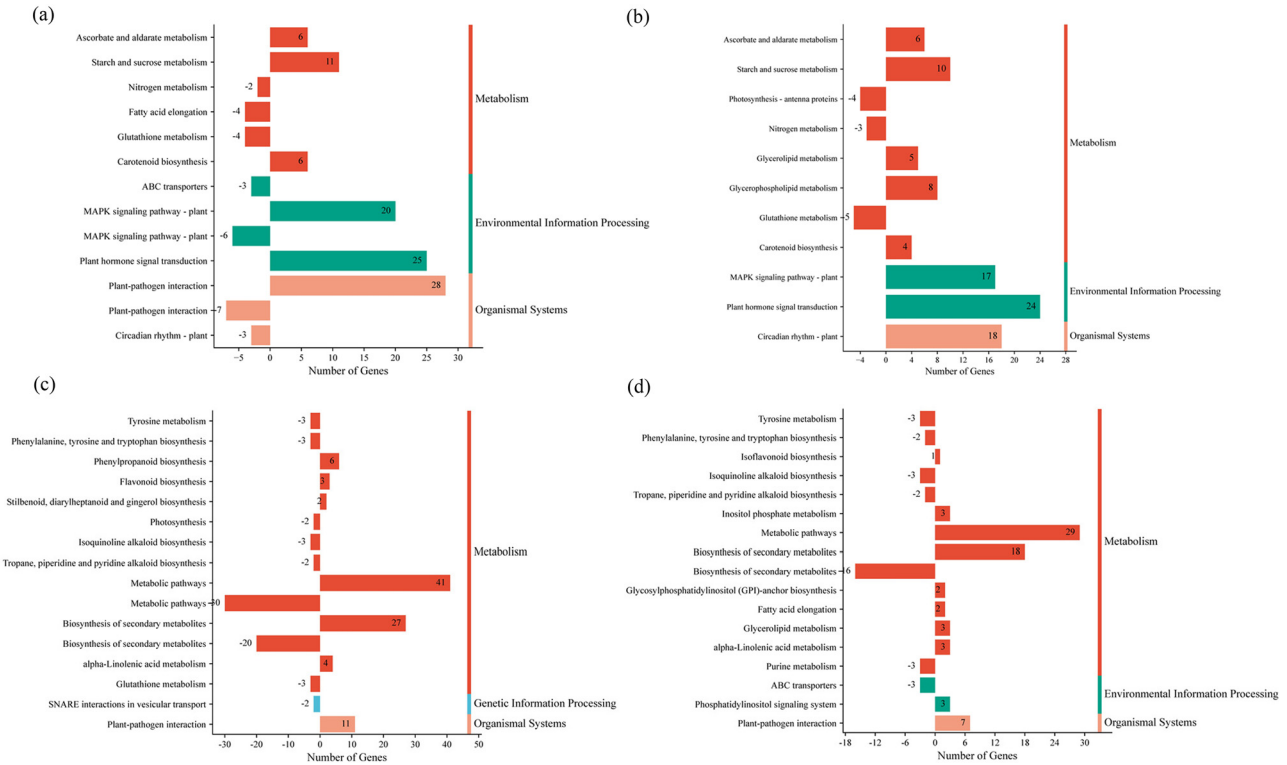 (a)
Ascorbate and aldarate metabolism 6
Starch and sucrose metabolism 11
Nitrogen metabolism -2
Metabolism
Fatty acid elongation -4
Glutathione metabolism -4
Carotenoid biosynthesis 6
ABC transporters -3
MAPK signaling pathway - plant 20
Environmental Information Processing
MAPK signaling pathway - plant -6
Plant hormone signal transduction 25
Plant-pathogen interaction 28
Plant-pathogen interaction -7
Organismal Systems
Circadian rhythm - plant -3
-5 0 5 10 15 20 25 30
Number of Genes
(b)
Ascorbate and aldarate metabolism 6
Starch and sucrose metabolism 10
Photosynthesis - antenna proteins -4
Nitrogen metabolism -3
Metabolism
Glycerolipid metabolism 5
Glycerophospholipid metabolism 8
Glutathione metabolism -5
Carotenoid biosynthesis 4
MAPK signaling pathway - plant 17
Environmental Information Processing
Plant hormone signal transduction 24
Circadian rhythm - plant 18
Organismal Systems
-4 0 4 8 12 16 20 24 28
Number of Genes
(c)
Tyrosine metabolism -3
Phenylalanine, tyrosine and tryptophan biosynthesis -3
Phenylpropanoid biosynthesis 6
Flavonoid biosynthesis 3
Stilbenoid, diarylheptanoid and gingerol biosynthesis 2
Photosynthesis -2
Isoquinoline alkaloid biosynthesis -3
Metabolism
Tropane, piperidine and pyridine alkaloid biosynthesis -2
Metabolic pathways 41
Metabolic pathways -30
Biosynthesis of secondary metabolites 27
Biosynthesis of secondary metabolites -20
alpha-Linolenic acid metabolism 4
Glutathione metabolism -3
SNARE interactions in vesicular transport -2
Genetic Information Processing
Plant-pathogen interaction 11
Organismal Systems
-30 -20 -10 0 10 20 30 40 50
Number of Genes
(d)
Tyrosine metabolism -3
Phenylalanine, tyrosine and tryptophan biosynthesis -2
Isoflavonoid biosynthesis 1
Isoquinoline alkaloid biosynthesis -3
Tropane, piperidine and pyridine alkaloid biosynthesis -2
Inositol phosphate metabolism 3
Metabolic pathways 29
Metabolism
Biosynthesis of secondary metabolites 18
Biosynthesis of secondary metabolites -16
Glycosylphosphatidylinositol (GPI)-anchor biosynthesis 2
Fatty acid elongation 2
Glycerolipid metabolism 3
alpha-Linolenic acid metabolism 3
Purine metabolism -3
ABC transporters -3
Environmental Information Processing
Phosphatidylinositol signaling system 3
Plant-pathogen interaction 7
Organismal Systems
-18 -12 -6 0 6 12 18 24 30
Number of Genes